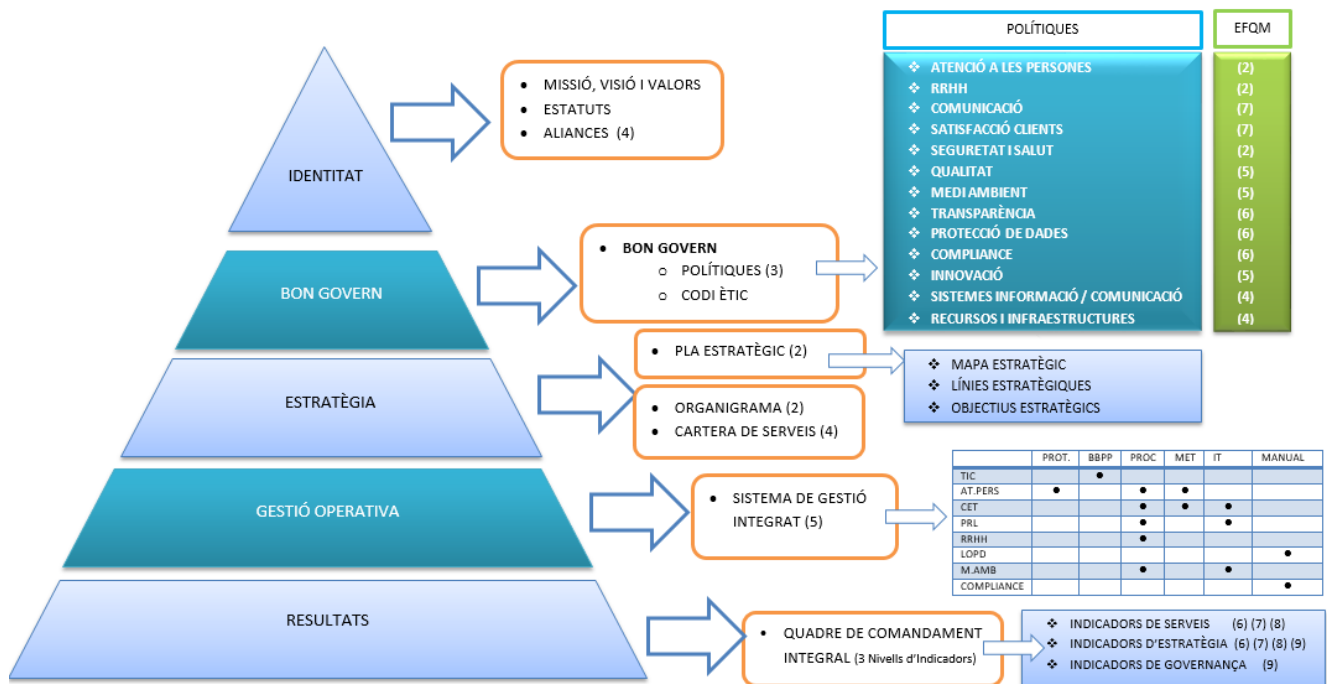 IDENTITAT
• MISSIÓ, VISIÓ I VALORS
• ESTATUTS
• ALIANCES (4)
POLÍTIQUES EFQM
❖ ATENCIÓ A LES PERSONES (2)
❖ RRHH (2)
❖ COMUNICACIÓ (7)
❖ SATISFACCIÓ CLIENTS (7)
❖ SEGURETAT I SALUT (2)
❖ QUALITAT (5)
❖ MEDI AMBIENT (5)
❖ TRANSPARÈNCIA (6)
❖ PROTECCIÓ DE DADES (6)
❖ COMPLIANCE (6)
❖ INNOVACIÓ (5)
❖ SISTEMES INFORMACIÓ / COMUNICACIÓ (4)
❖ RECURSOS I INFRAESTRUCTURES (4)
BON GOVERN
• BON GOVERN
o POLÍTIQUES (3)
o CODI ÈTIC
ESTRATÈGIA
• PLA ESTRATÈGIC (2)
• ORGANIGRAMA (2)
• CARTERA DE SERVEIS (4)
❖ MAPA ESTRATÈGIC
❖ LÍNIES ESTRATÈGIQUES
❖ OBJECTIUS ESTRATÈGICS
GESTIÓ OPERATIVA
• SISTEMA DE GESTIÓ
INTEGRAT (5)
PROT. BBPP PROC MET IT MANUAL
TIC •
AT.PERS • • •
CET • • •
PRL • •
RRHH •
LOPD •
M.AMB • •
COMPLIANCE •
RESULTATS
• QUADRE DE COMANDAMENT
INTEGRAL (3 Nivells d'Indicadors)
❖ INDICADORS DE SERVEIS (6) (7) (8)
❖ INDICADORS D'ESTRATÈGIA (6) (7) (8) (9)
❖ INDICADORS DE GOVERNANÇA (9)